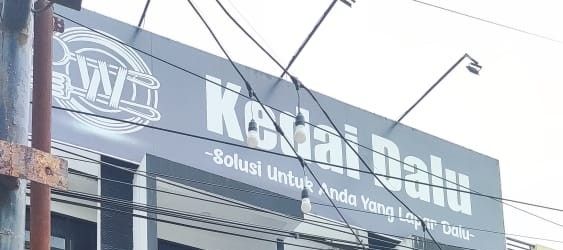 W
Kedai Dalu
-Solusi Untuk Anda Yang Lapar Dalu-